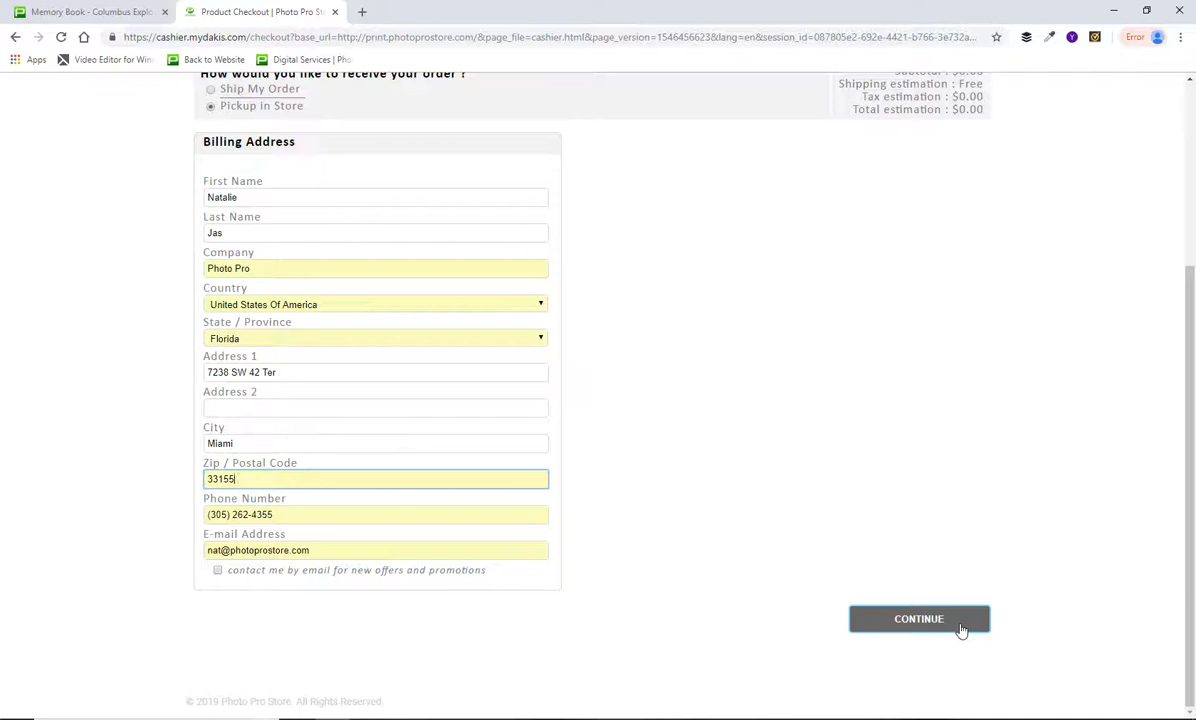 Memory Book - Columbus Explo
Product Checkout | Photo Pro St
https://cashier.mydakis.com/checkout?base_url=http://print.photoprostore.com/&page_file=cashier.html&page_version=1546456623&lang=en&session_id=087805e2-692e-4421-b766-3e732a...
Error
Apps
Video Editor for Win
Back to Website
Digital Services | Pho
How would you like to receive your order ?
Subtotal : $0.00
Ship My Order
Shipping estimation : Free
Pickup in Store
Tax estimation : $0.00
Total estimation : $0.00
Billing Address
First Name
Natalie
Last Name
Jas
Company
Photo Pro
Country
United States Of America
State / Province
Florida
Address 1
7238 SW 42 Ter
Address 2
City
Miami
Zip / Postal Code
33155
Phone Number
(305) 262-4355
E-mail Address
nat@photoprostore.com
contact me by email for new offers and promotions
CONTINUE
© 2019 Photo Pro Store. All Rights Reserved